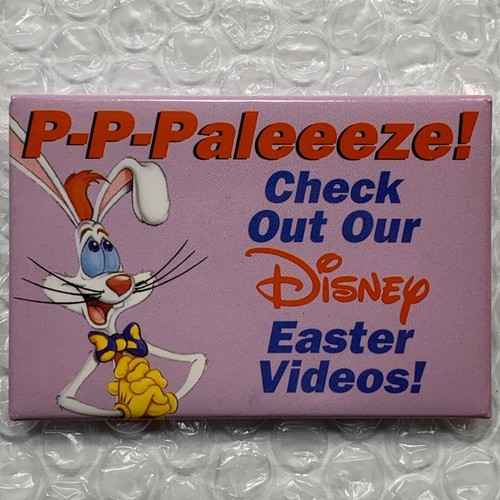 P-P-Paleeeze!
Check
Out Our
Disney
Easter
Videos!